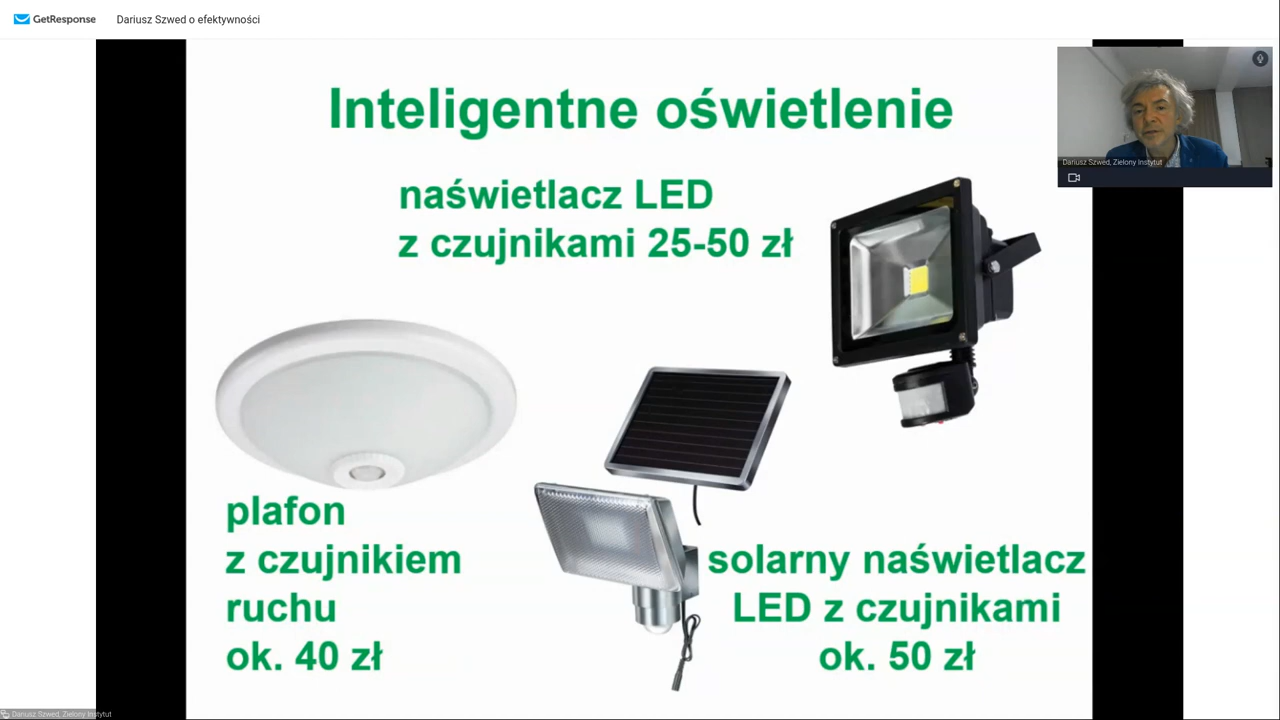 GetResponse
Dariusz Szwed o efektywności
Inteligentne oświetlenie
naświetlacz LED
z czujnikami 25-50 zł
Dariusz Szwed, Zielony Instytut
plafon
z czujnikiem
ruchu
ok. 40 zł
solarny naświetlacz
LED z czujnikami
ok. 50 zł
Dariusz Szwed, Zielony Instytut